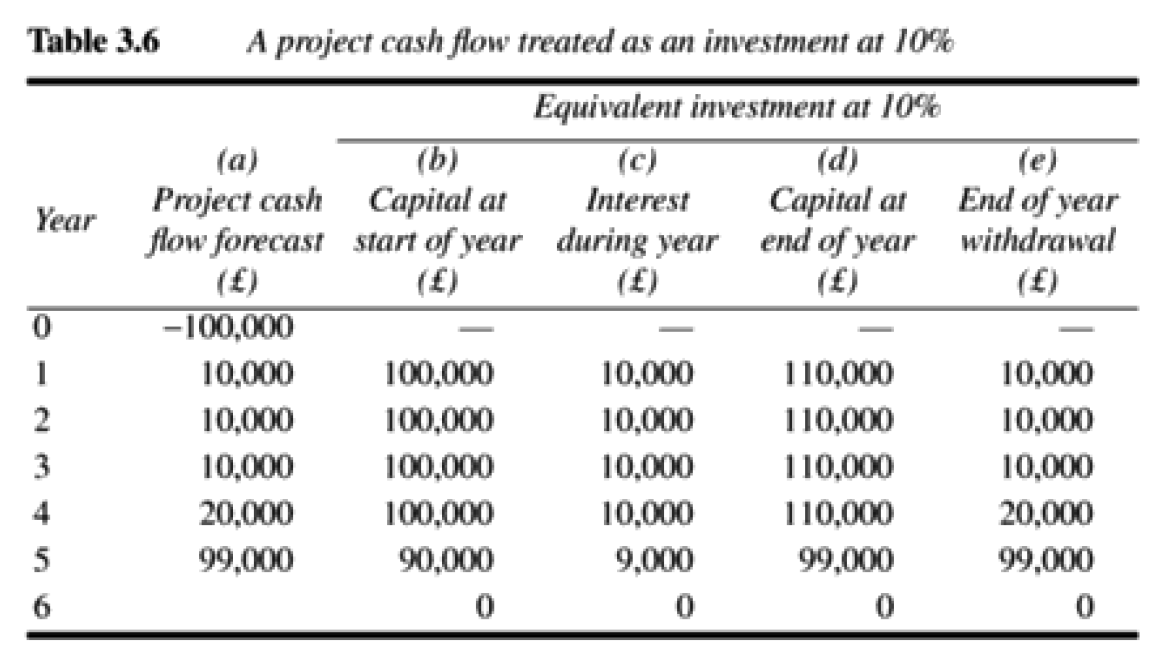 Table 3.6 A project cash flow treated as an investment at 10%
Equivalent investment at 10%
(a) (b) (c) (d) (e)
Year Project cash Capital at Interest Capital at End of year
flow forecast start of year during year end of year withdrawal
(£) (£) (£) (£) (£)
0 –100,000 — — — —
1 10,000 100,000 10,000 110,000 10,000
2 10,000 100,000 10,000 110,000 10,000
3 10,000 100,000 10,000 110,000 10,000
4 20,000 100,000 10,000 110,000 20,000
5 99,000 90,000 9,000 99,000 99,000
6 0 0 0 0